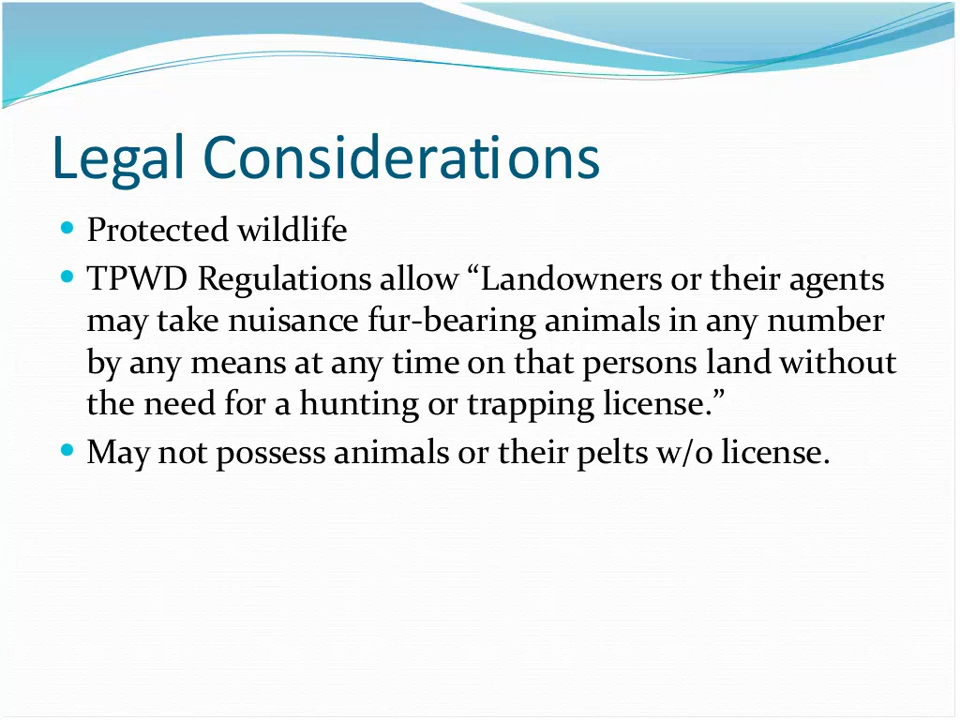 Legal Considerations
• Protected wildlife
• TPWD Regulations allow “Landowners or their agents
may take nuisance fur-bearing animals in any number
by any means at any time on that persons land without
the need for a hunting or trapping license.”
• May not possess animals or their pelts w/o license.